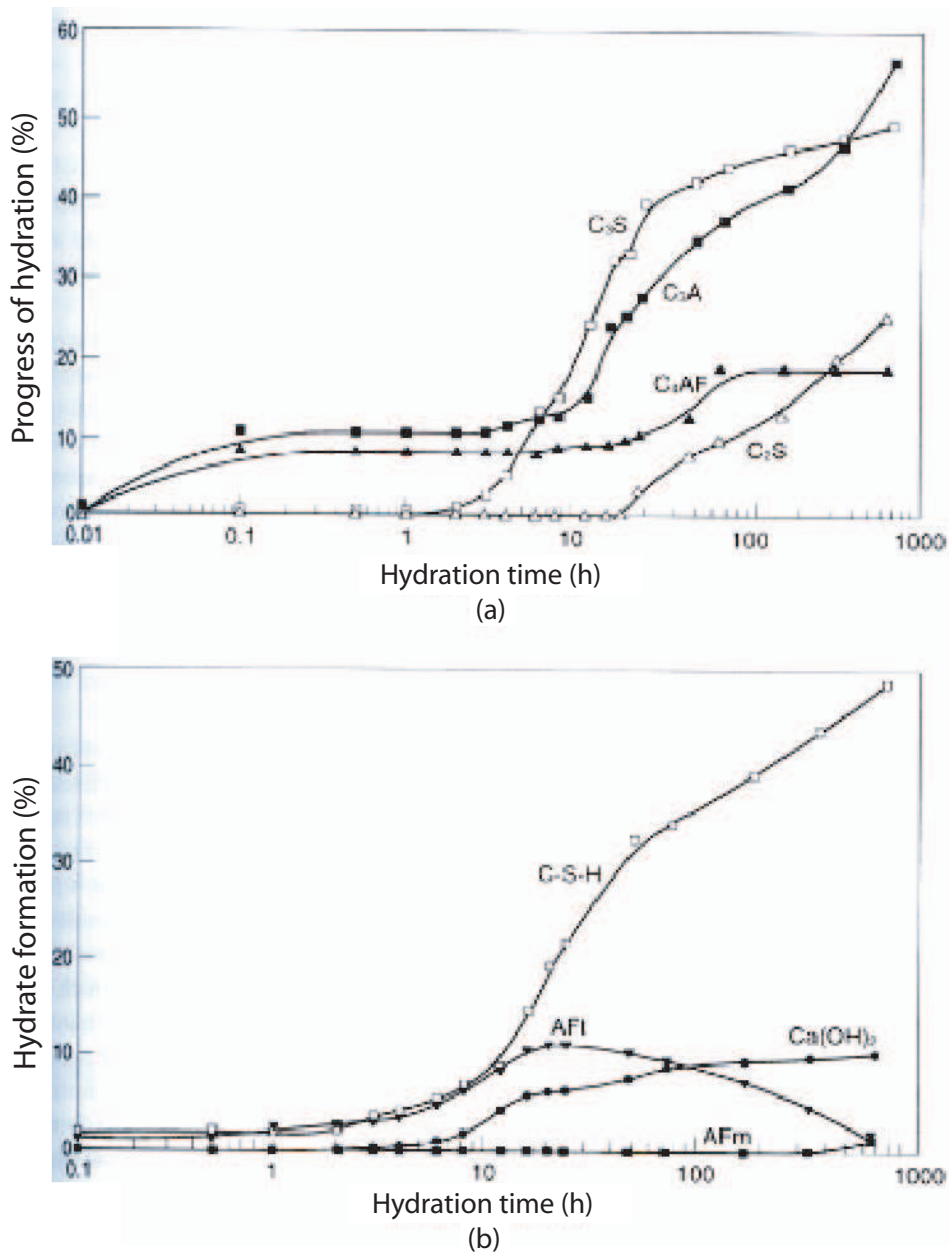 60
50
40
30
20
10
0
Progress of hydration (%)
C₃S
C₃A
C₄AF
C₂S
0.01 0.1 1 10 100 1000
Hydration time (h)
(a)
50
40
30
20
10
0
Hydrate formation (%)
C-S-H
AFt
Ca(OH)₂
AFm
0.1 1 10 100 1000
Hydration time (h)
(b)